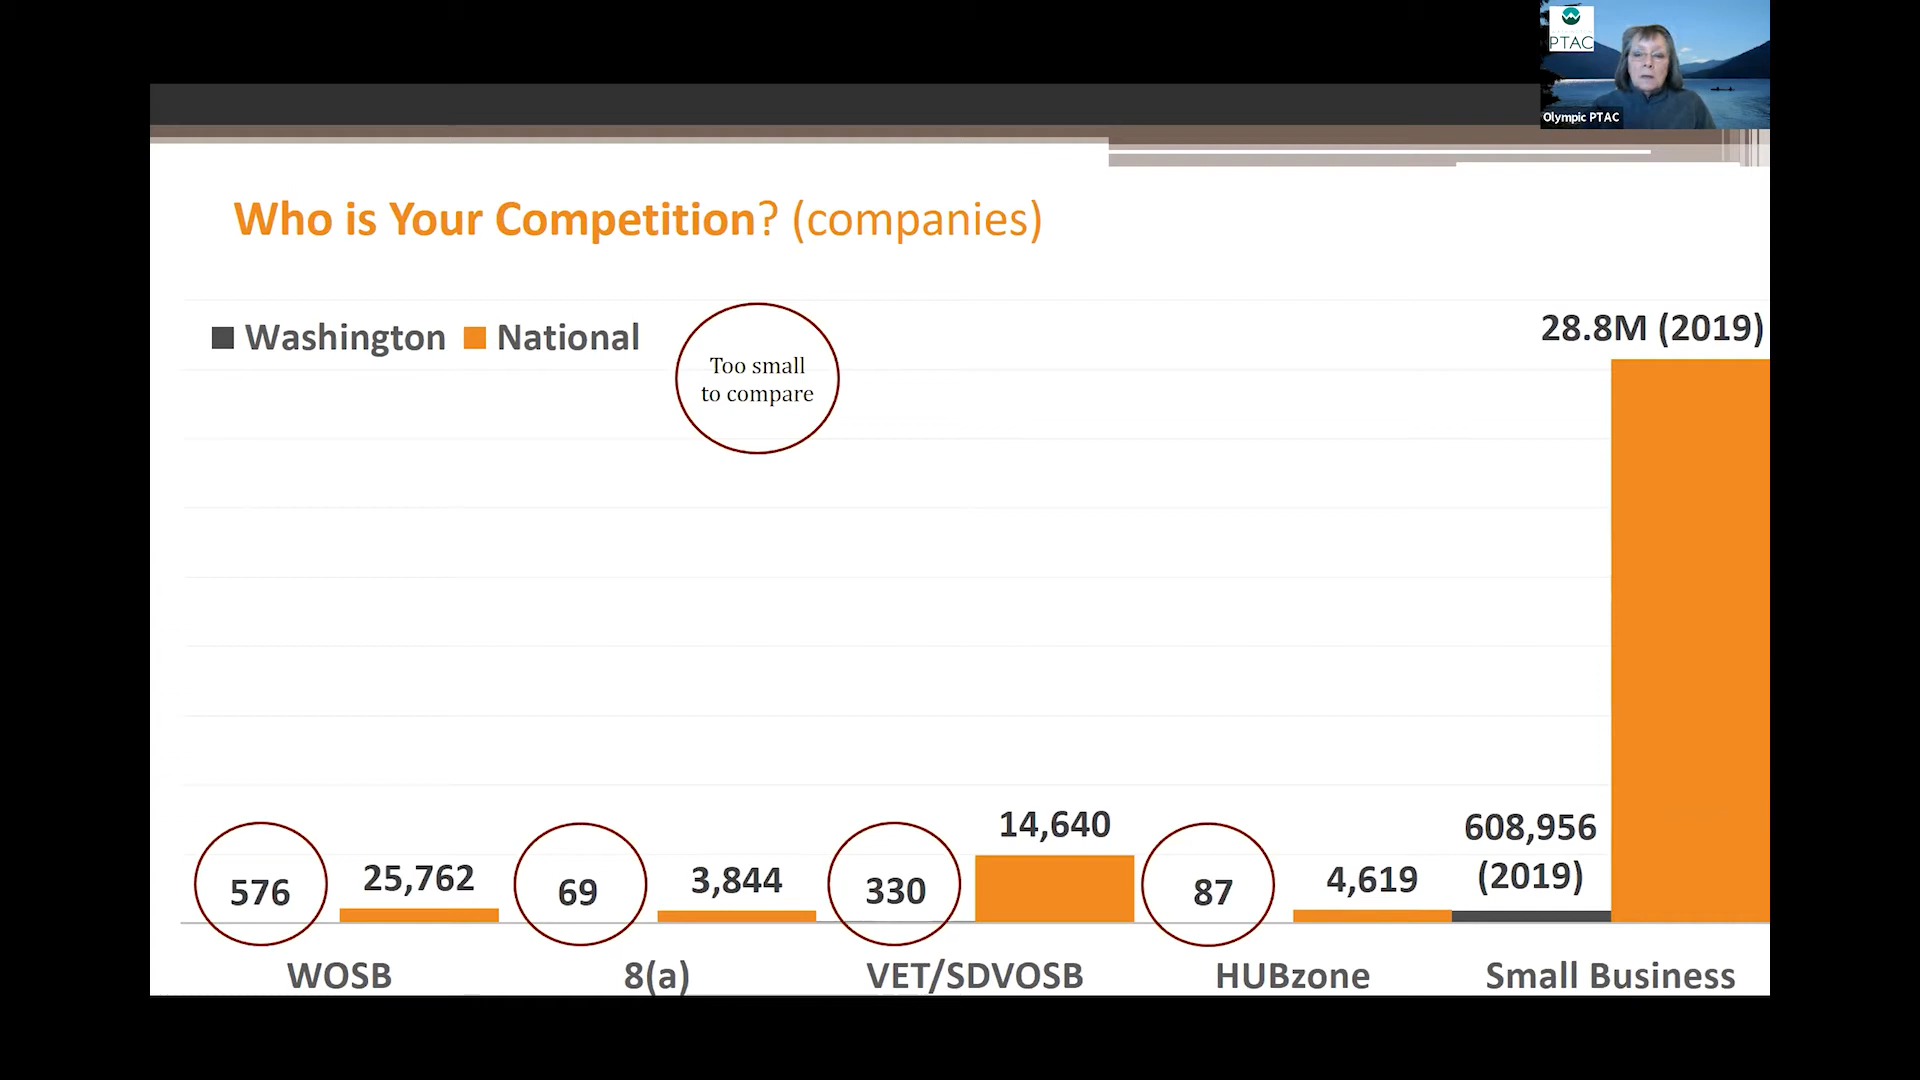 PTAC
Olympic PTAC
Who is Your Competition? (companies)
Washington
National
Too small
to compare
28.8M (2019)
576
25,762
69
3,844
330
14,640
87
4,619
608,956
(2019)
WOSB
8(a)
VET/SDVOSB
HUBzone
Small Business